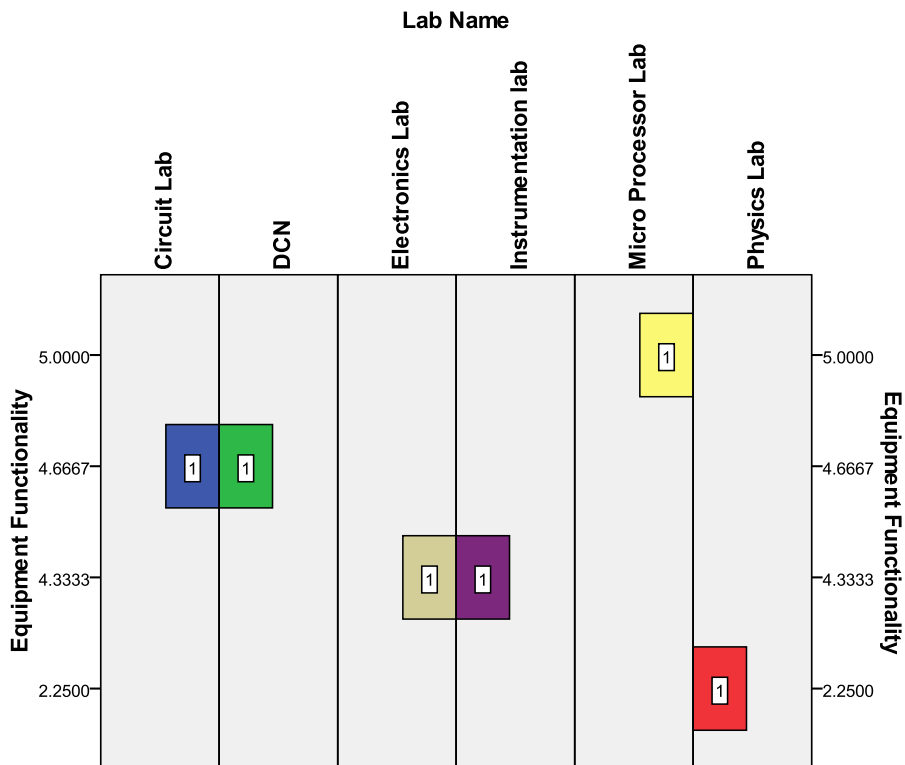 Lab Name
Circuit Lab
DCN
Electronics Lab
Instrumentation lab
Micro Processor Lab
Physics Lab
Equipment Functionality
5.0000
4.6667
4.3333
2.2500
1
1
1
1
1
1
5.0000
4.6667
4.3333
2.2500
Equipment Functionality